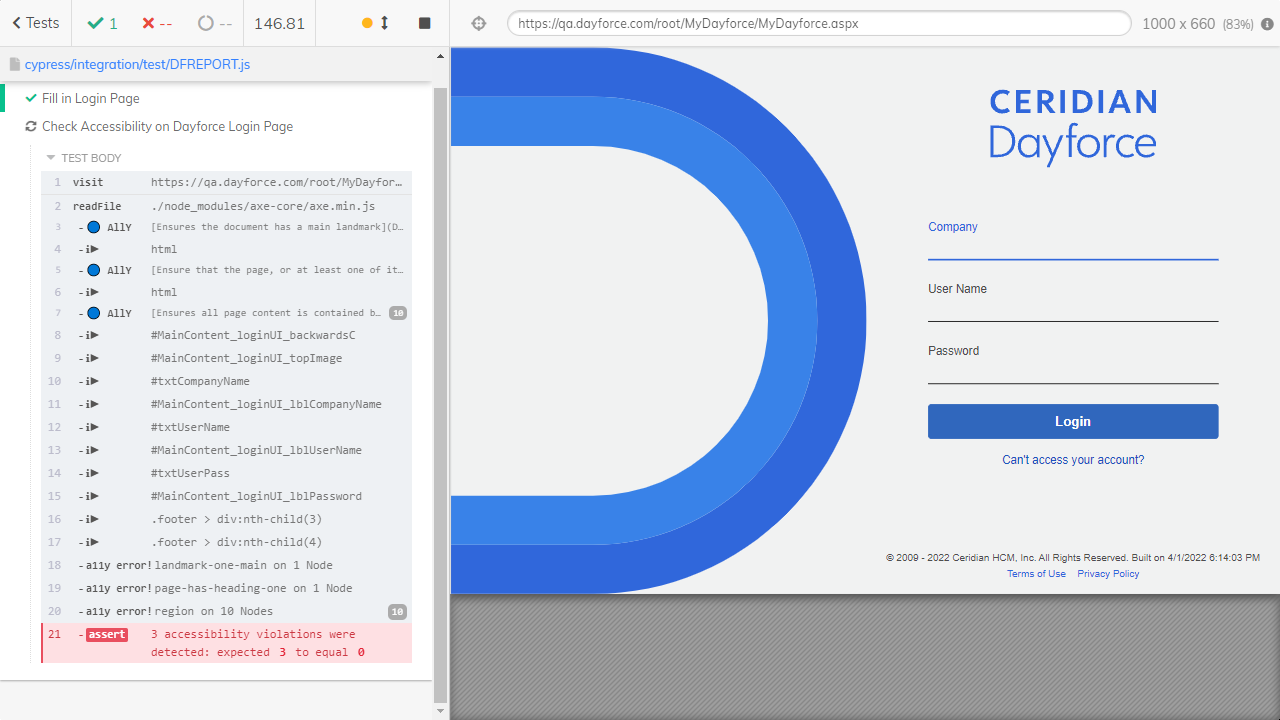 Tests
1
--
--
146.81
https://qa.dayforce.com/root/MyDayforce/MyDayforce.aspx
1000 x 660 (83%)
cypress/integration/test/DFREPORT.js
Fill in Login Page
Check Accessibility on Dayforce Login Page
TEST BODY
1 visit https://qa.dayforce.com/root/MyDayfor...
2 readFile ./node_modules/axe-core/axe.min.js
3 - AllY [Ensures the document has a main landmark](D...
4 -i▶ html
5 - AllY [Ensure that the page, or at least one of it...
6 -i▶ html
7 - AllY [Ensures all page content is contained b... 10
8 -i▶ #MainContent_loginUI_backwardsC
9 -i▶ #MainContent_loginUI_topImage
10 -i▶ #txtCompanyName
11 -i▶ #MainContent_loginUI_lblCompanyName
12 -i▶ #txtUserName
13 -i▶ #MainContent_loginUI_lblUserName
14 -i▶ #txtUserPass
15 -i▶ #MainContent_loginUI_lblPassword
16 -i▶ .footer > div:nth-child(3)
17 -i▶ .footer > div:nth-child(4)
18 -a11y error! landmark-one-main on 1 Node
19 -a11y error! page-has-heading-one on 1 Node
20 -a11y error! region on 10 Nodes 10
21 -assert 3 accessibility violations were
detected: expected 3 to equal 0
CERIDIAN
Dayforce
Company
User Name
Password
Login
Can't access your account?
© 2009 - 2022 Ceridian HCM, Inc. All Rights Reserved. Built on 4/1/2022 6:14:03 PM
Terms of Use Privacy Policy